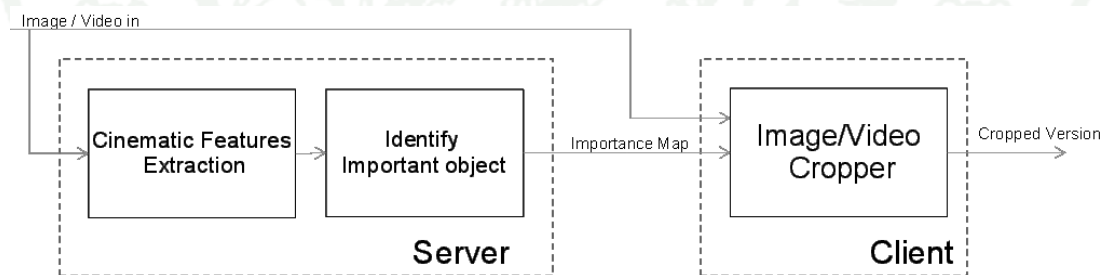 Image / Video in
Cinematic Features
Extraction
Identify
Important object
Importance Map
Image/Video
Cropper
Cropped Version
Server
Client